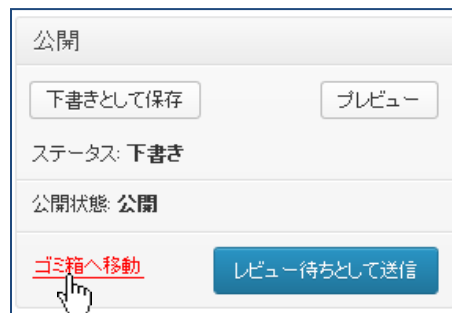 公開
下書きとして保存 プレビュー
ステータス: 下書き
公開状態: 公開
ゴミ箱へ移動 レビュー待ちとして送信